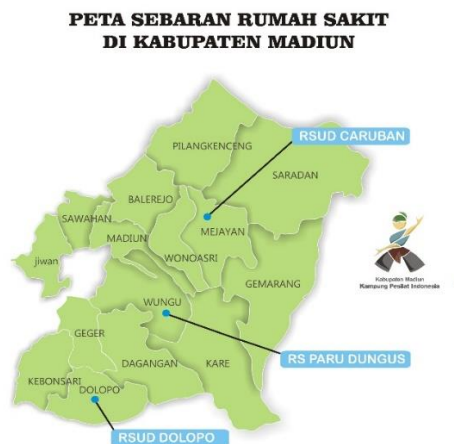 PETA SEBARAN RUMAH SAKIT
DI KABUPATEN MADIUN
RSUD CARUBAN
PILANGKENCENG
SARADAN
BALEREJO
SAWAHAN
MADIUN
MEJAYAN
WONOASRI
jiwan
GEMARANG
Kabupaten Madiun
Kampung Pesilat Indonesia
WUNGU
GEGER
RS PARU DUNGUS
DAGANGAN
KARE
KEBONSARI
DOLOPO
RSUD DOLOPO